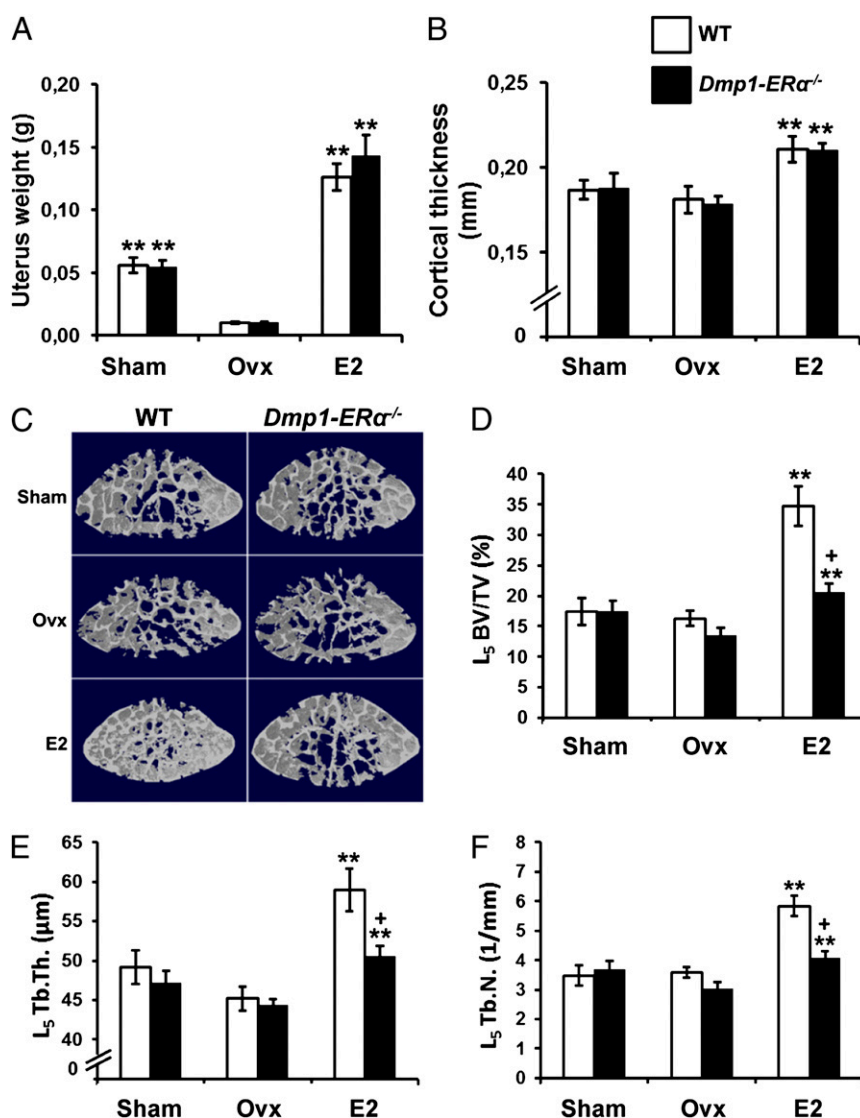 A
Uterus weight (g)
0,20
0,15
0,10
0,05
0,00
** **
** **
Sham Ovx E2
B
WT
Dmp1-ERα-/-
Cortical thickness
(mm)
0,25
0,20
0,15
0
** **
Sham Ovx E2
C
WT Dmp1-ERα-/-
Sham
Ovx
E2
D
L5 BV/TV (%)
40
35
30
25
20
15
10
5
0
**
+
**
Sham Ovx E2
E
L5 Tb.Th. (µm)
65
60
55
50
45
40
0
**
+
**
Sham Ovx E2
F
L5 Tb.N. (1/mm)
8
7
6
5
4
3
2
1
0
**
+
**
Sham Ovx E2